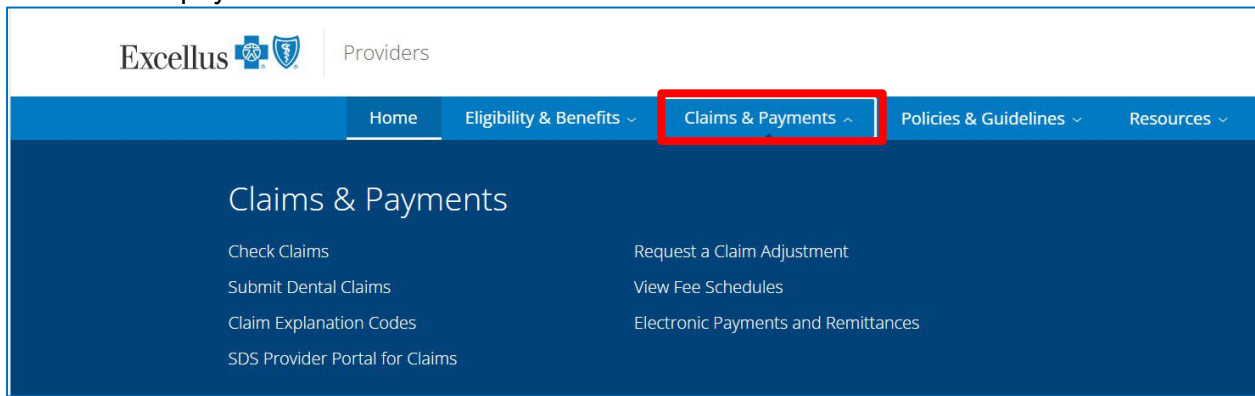 Excellus Providers
Home Eligibility & Benefits Claims & Payments Policies & Guidelines Resources
Claims & Payments
Check Claims Request a Claim Adjustment
Submit Dental Claims View Fee Schedules
Claim Explanation Codes Electronic Payments and Remittances
SDS Provider Portal for Claims